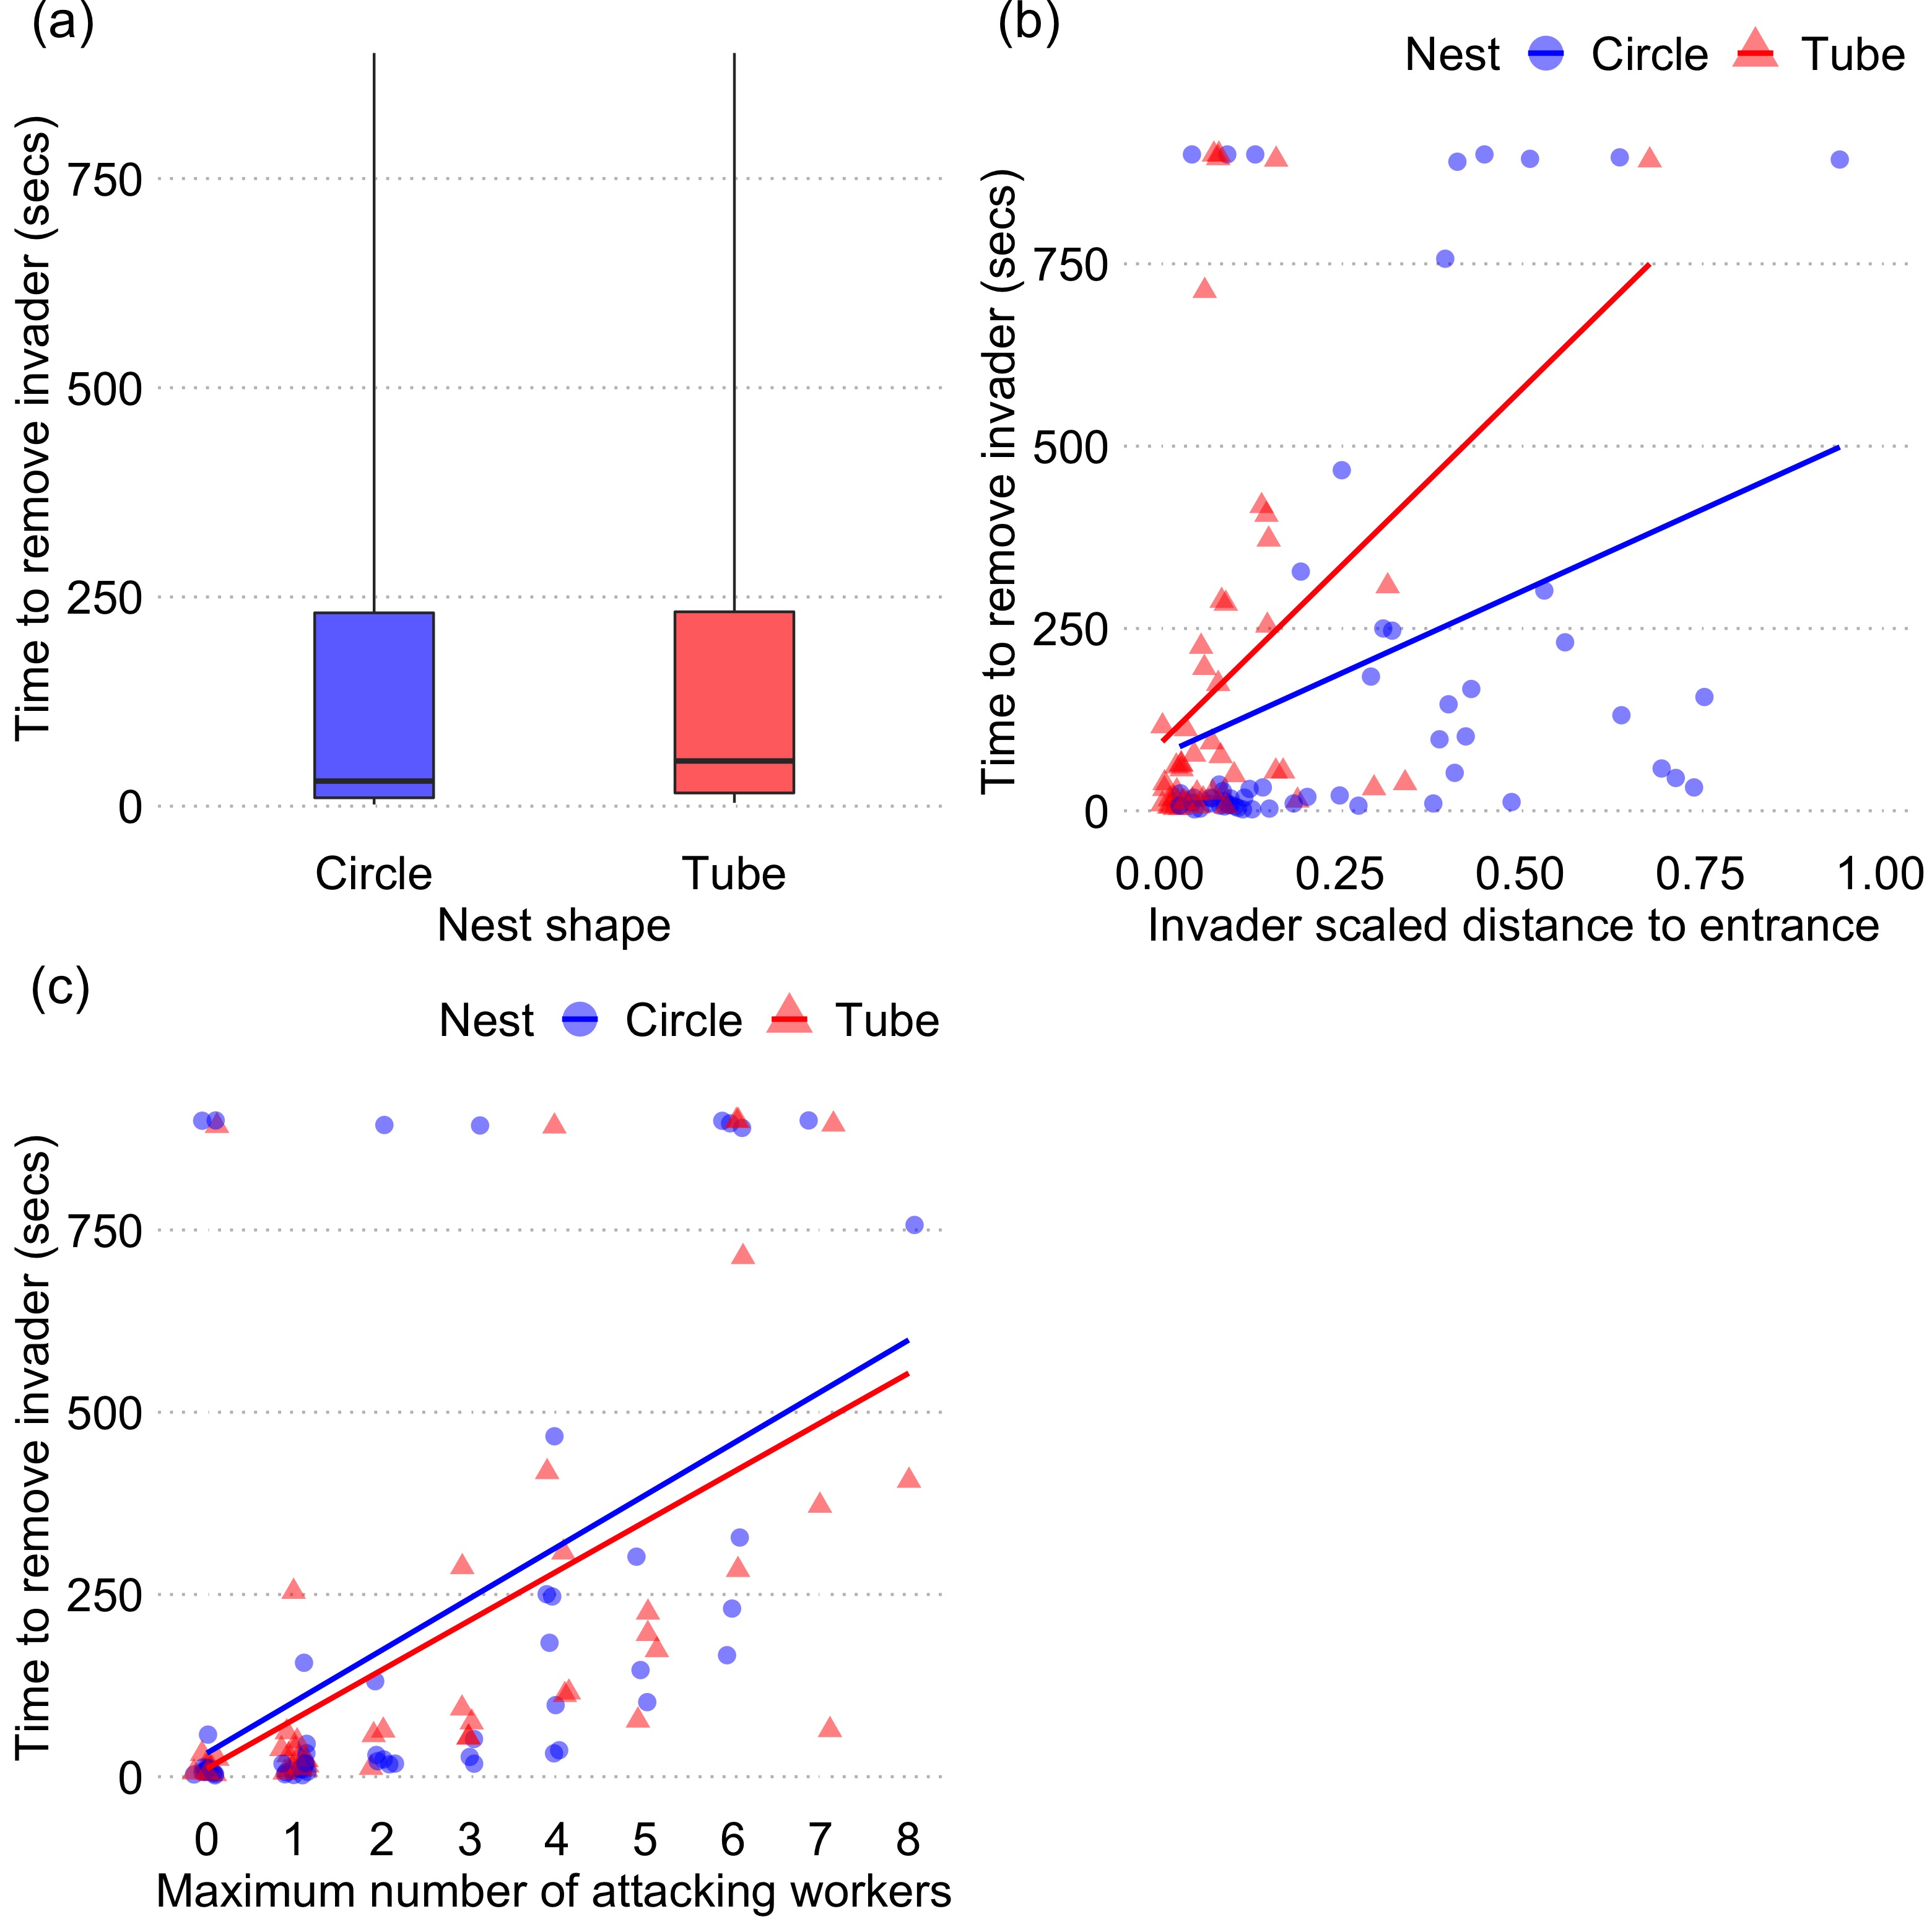 (a)
Time to remove invader (secs)
750
500
250
0
Circle Tube
Nest shape
(b)
Nest Circle Tube
Time to remove invader (secs)
750
500
250
0
0.00 0.25 0.50 0.75 1.00
Invader scaled distance to entrance
(c)
Nest Circle Tube
Time to remove invader (secs)
750
500
250
0
0 1 2 3 4 5 6 7 8
Maximum number of attacking workers